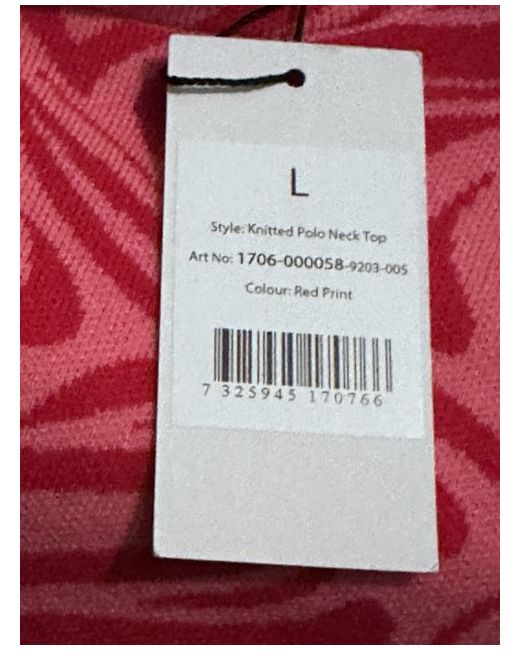 L
Style: Knitted Polo Neck Top
Art No: 1706-000058-9203-005
Colour: Red Print
7 325945 170766